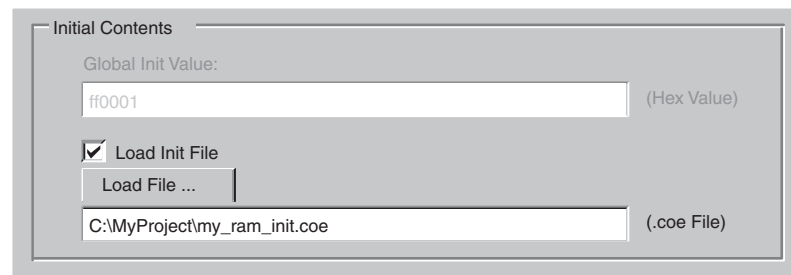 Initial Contents
Global Init Value:
ff0001 (Hex Value)
Load Init File
Load File ...
C:\MyProject\my_ram_init.coe (.coe File)